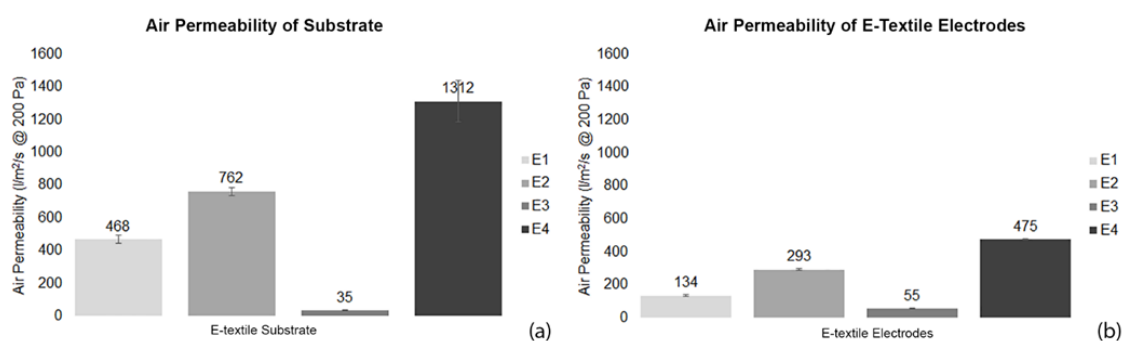 Air Permeability of Substrate
Air Permeability (l/m²/s @ 200 Pa)
1600
1400
1200
1000
800
600
400
200
0
468
762
35
1312
E1
E2
E3
E4
E-textile Substrate
(a)
Air Permeability of E-Textile Electrodes
Air Permeability (l/m²/s @ 200 Pa)
1600
1400
1200
1000
800
600
400
200
0
134
293
55
475
E1
E2
E3
E4
E-textile Electrodes
(b)